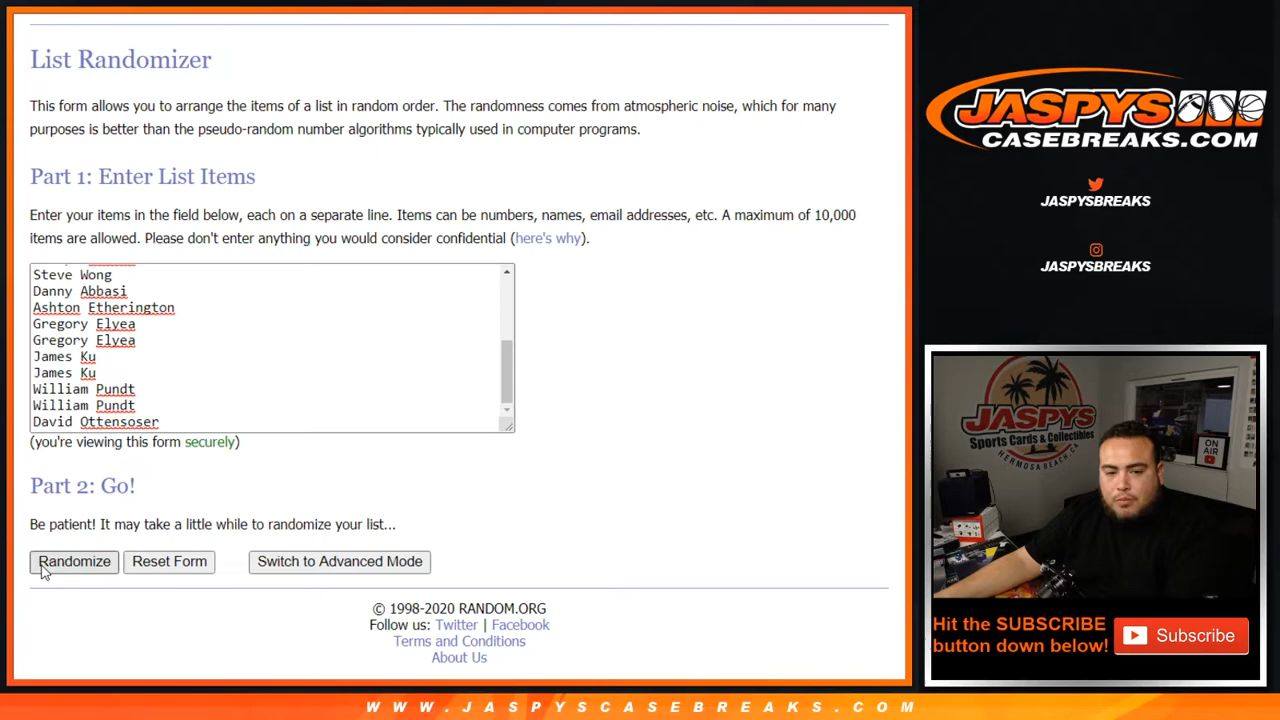 List Randomizer
This form allows you to arrange the items of a list in random order. The randomness comes from atmospheric noise, which for many
purposes is better than the pseudo-random number algorithms typically used in computer programs.
Part 1: Enter List Items
Enter your items in the field below, each on a separate line. Items can be numbers, names, email addresses, etc. A maximum of 10,000
items are allowed. Please don't enter anything you would consider confidential (here's why).
Steve Wong
Danny Abbasi
Ashton Etherington
Gregory Elyea
Gregory Elyea
James Ku
James Ku
William Pundt
William Pundt
David Ottensoser
(you're viewing this form securely)
Part 2: Go!
Be patient! It may take a little while to randomize your list...
Randomize
Reset Form
Switch to Advanced Mode
© 1998-2020 RANDOM.ORG
Follow us: Twitter | Facebook
Terms and Conditions
About Us
JASPYS
CASEBREAKS.COM
JASPYSBREAKS
JASPYSBREAKS
JASPYS
Sports Cards & Collectibles
HERMOSA BEACH, CA
ON
AIR
Hit the SUBSCRIBE
button down below!
Subscribe
WWW.JASPYSCASEBREAKS.COM